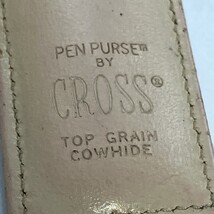 PEN PURSE™
BY
CROSS®
TOP GRAIN
COWHIDE